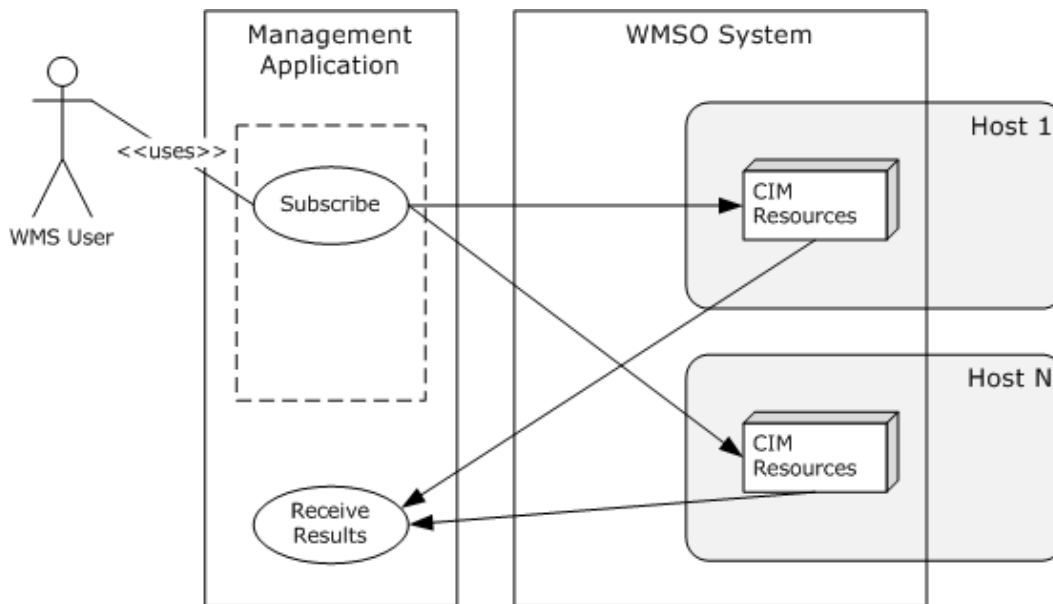 Management
Application
WMSO System
Host 1
<<uses>>
Subscribe
CIM
Resources
WMS User
Host N
CIM
Resources
Receive
Results